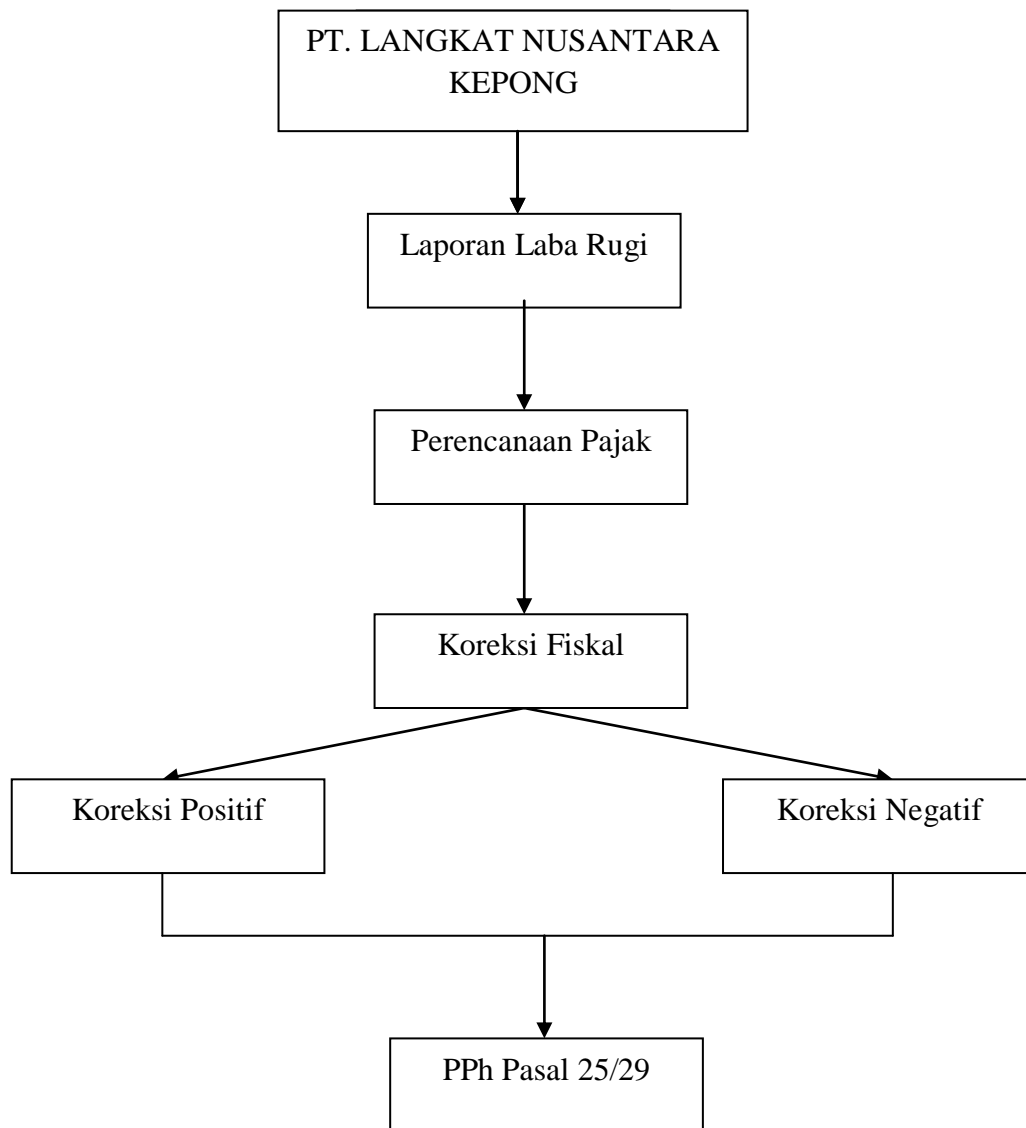 PT. LANGKAT NUSANTARA
KEPONG
Laporan Laba Rugi
Perencanaan Pajak
Koreksi Fiskal
Koreksi Positif
Koreksi Negatif
PPh Pasal 25/29